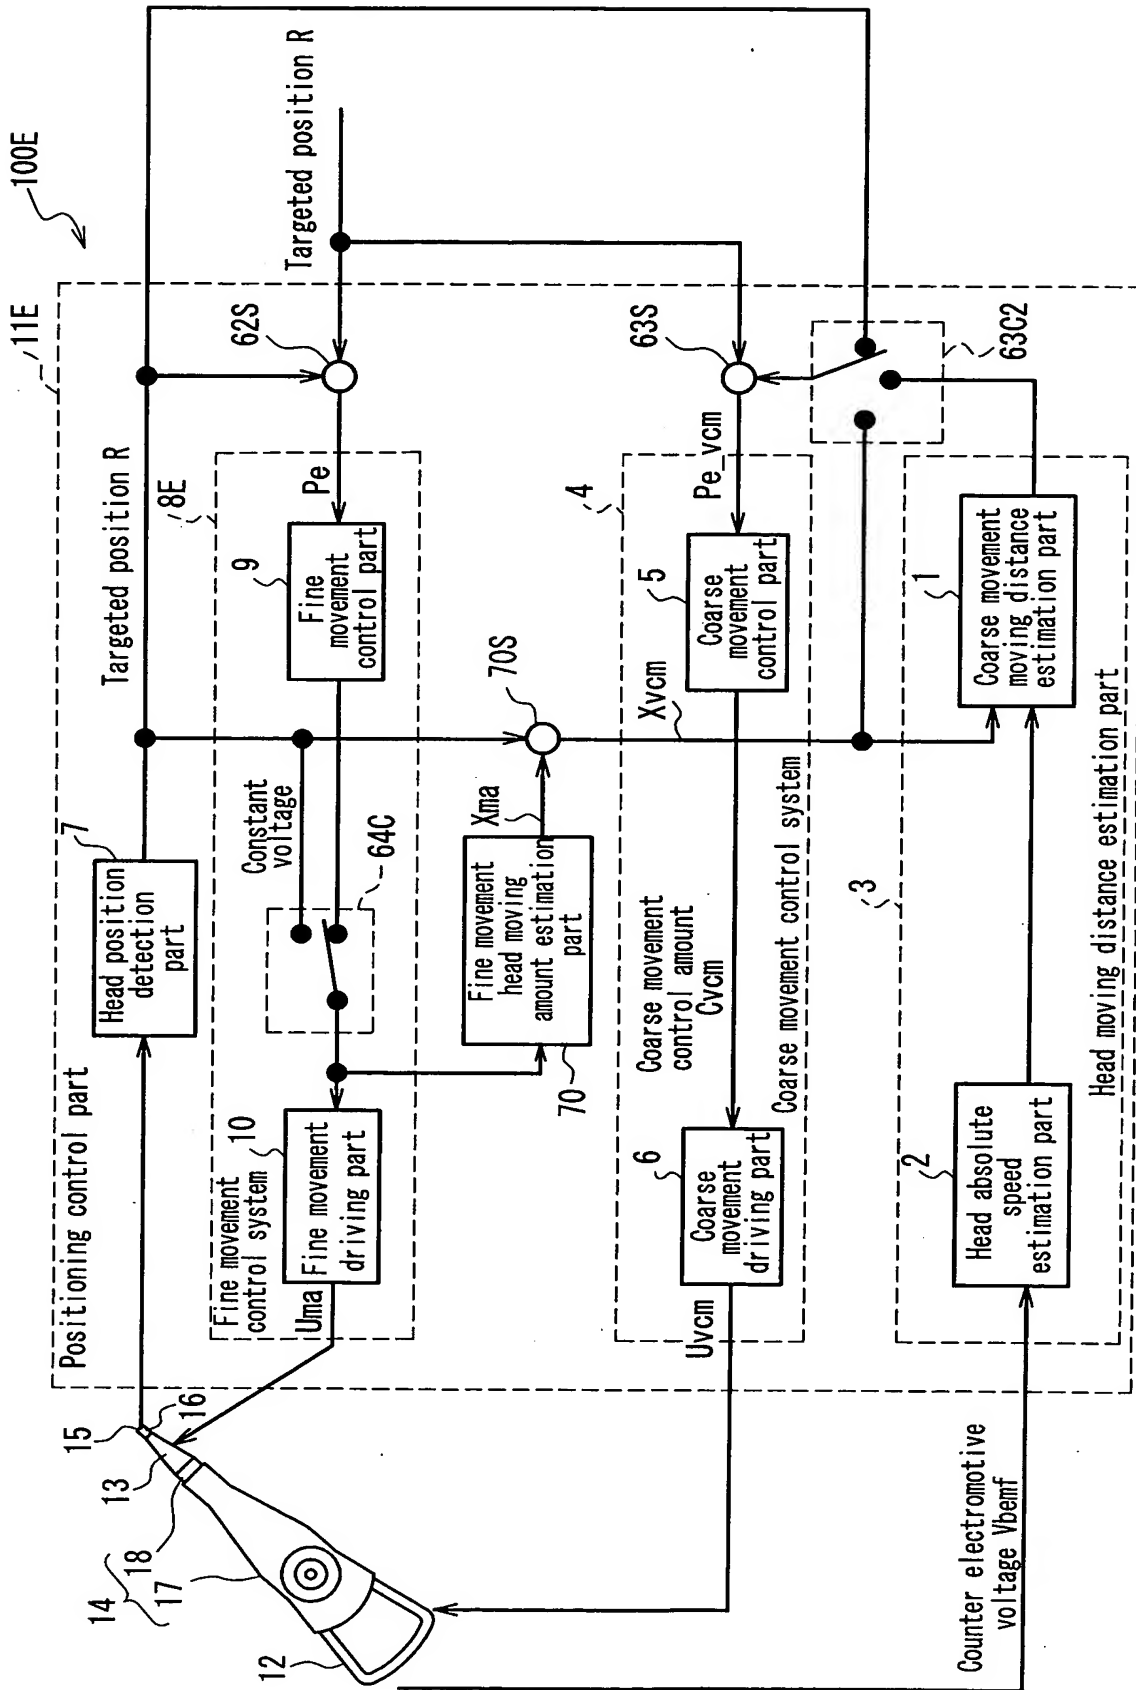 100E
11E
Positioning control part
Targeted position R
7
Head position
detection
part
62S
Targeted position R
8E
Fine movement
control system
Pe
9
Fine
movement
control part
Constant
voltage
64C
10
Fine movement
driving part
Uma
70S
Xma
Fine movement
head moving
amount estimation
part
70
63S
4
Pe_vcm
5
Coarse
movement
control part
Xvcm
Coarse movement
control amount
Cvcm
Coarse movement control system
6
Coarse
movement
driving part
Uvcm
63C2
1
Coarse movement
moving distance
estimation part
3
Head moving distance estimation part
2
Head absolute
speed
estimation part
Counter electromotive
voltage Vbemf
15
16
13
18
14
17
12